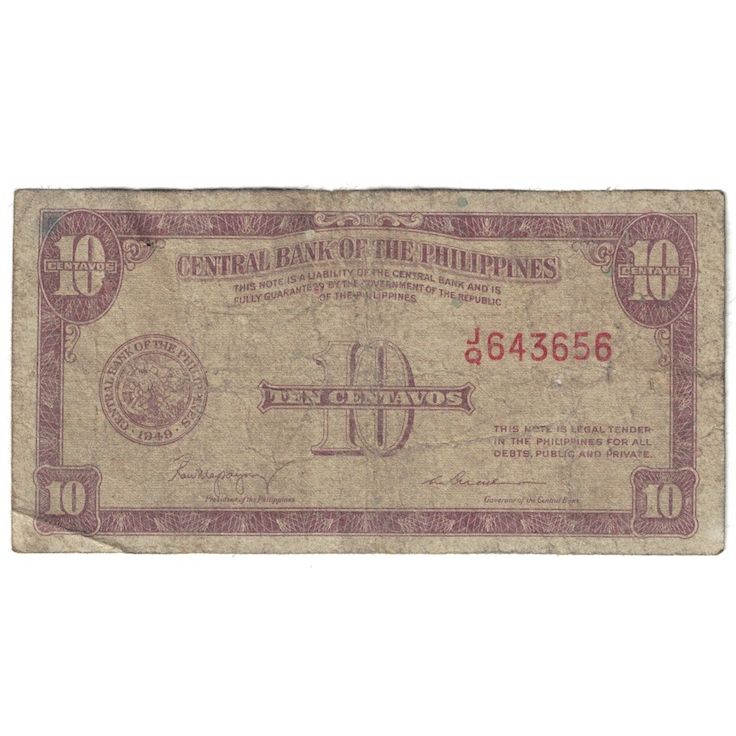 10
CENTAVOS
CENTRAL BANK OF THE PHILIPPINES
10
CENTAVOS
THIS NOTE IS A LIABILITY OF THE CENTRAL BANK AND IS
FULLY GUARANTEED BY THE GOVERNMENT OF THE REPUBLIC
OF THE PHILIPPINES
J/Q 643656
CENTRAL BANK OF THE PHILIPPINES
· 1949 ·
10
TEN CENTAVOS
THIS NOTE IS LEGAL TENDER
IN THE PHILIPPINES FOR ALL
DEBTS, PUBLIC AND PRIVATE.
President of the Philippines
Governor of the Central Bank
10
10